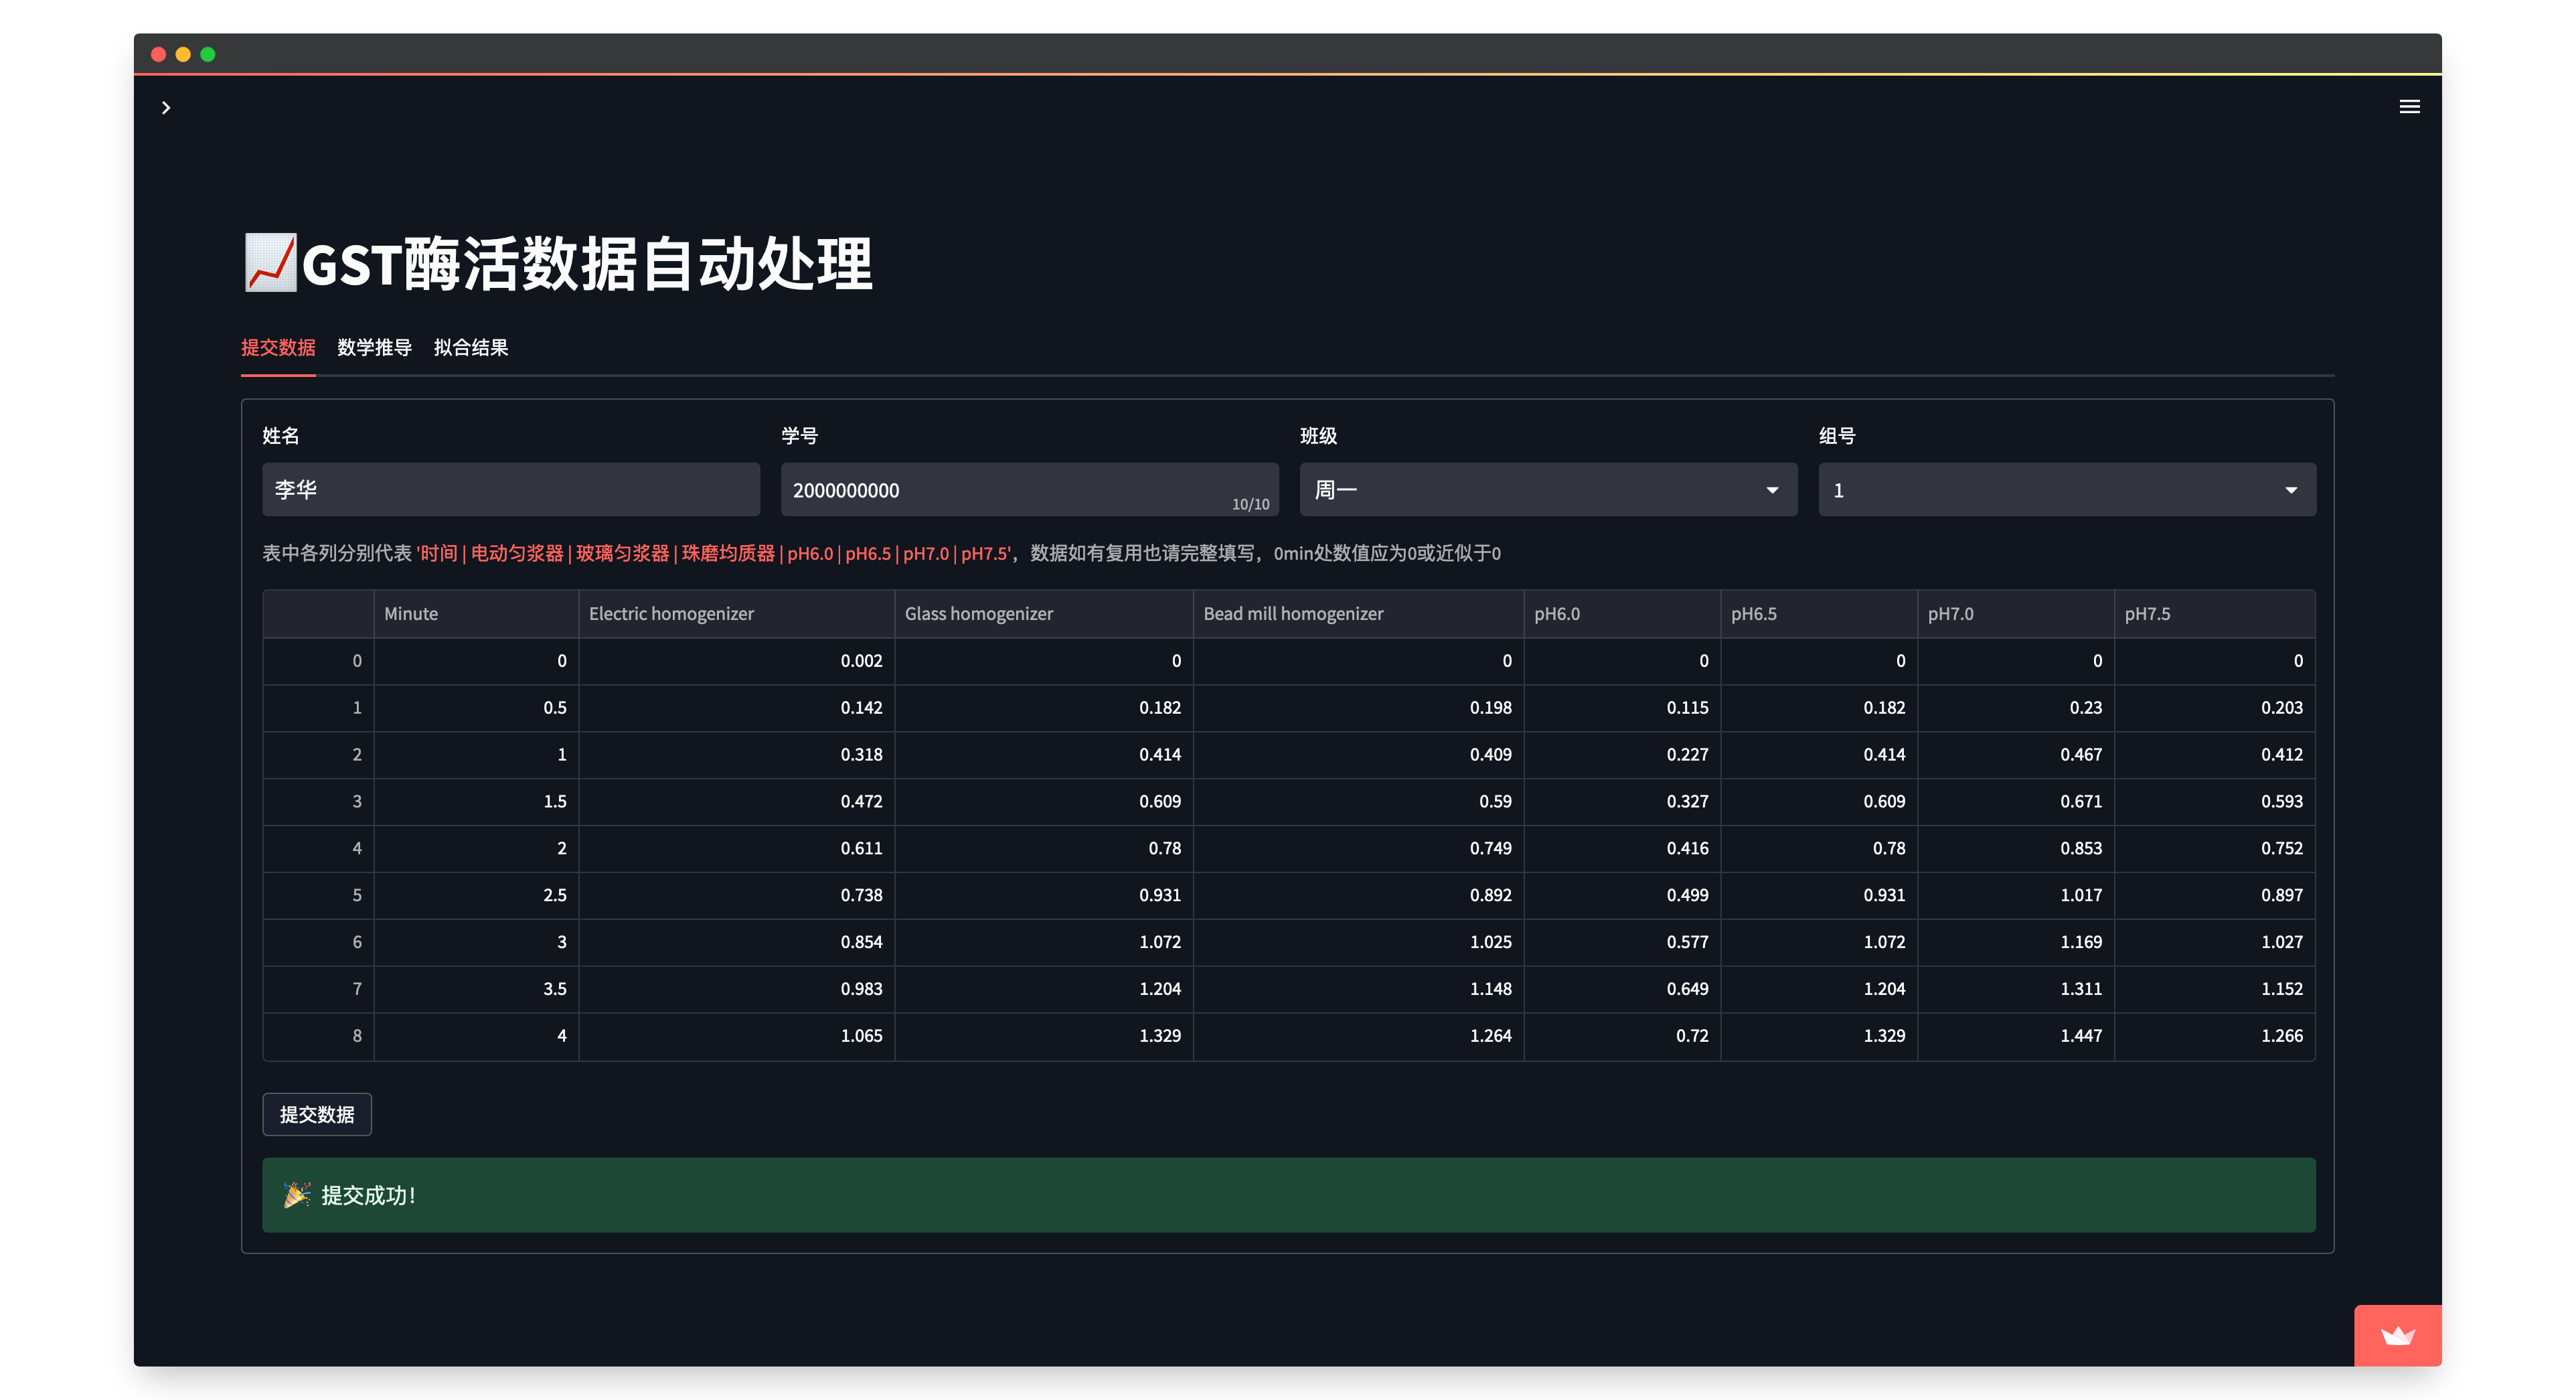 📈GST酶活数据自动处理
提交数据 数学推导 拟合结果
姓名 学号 班级 组号
李华 2000000000 10/10 周一 1
表中各列分别代表 '时间 | 电动匀浆器 | 玻璃匀浆器 | 珠磨均质器 | pH6.0 | pH6.5 | pH7.0 | pH7.5'，数据如有复用也请完整填写，0min处数值应为0或近似于0
Minute Electric homogenizer Glass homogenizer Bead mill homogenizer pH6.0 pH6.5 pH7.0 pH7.5
0 0 0.002 0 0 0 0 0 0
1 0.5 0.142 0.182 0.198 0.115 0.182 0.23 0.203
2 1 0.318 0.414 0.409 0.227 0.414 0.467 0.412
3 1.5 0.472 0.609 0.59 0.327 0.609 0.671 0.593
4 2 0.611 0.78 0.749 0.416 0.78 0.853 0.752
5 2.5 0.738 0.931 0.892 0.499 0.931 1.017 0.897
6 3 0.854 1.072 1.025 0.577 1.072 1.169 1.027
7 3.5 0.983 1.204 1.148 0.649 1.204 1.311 1.152
8 4 1.065 1.329 1.264 0.72 1.329 1.447 1.266
提交数据
🎉 提交成功！